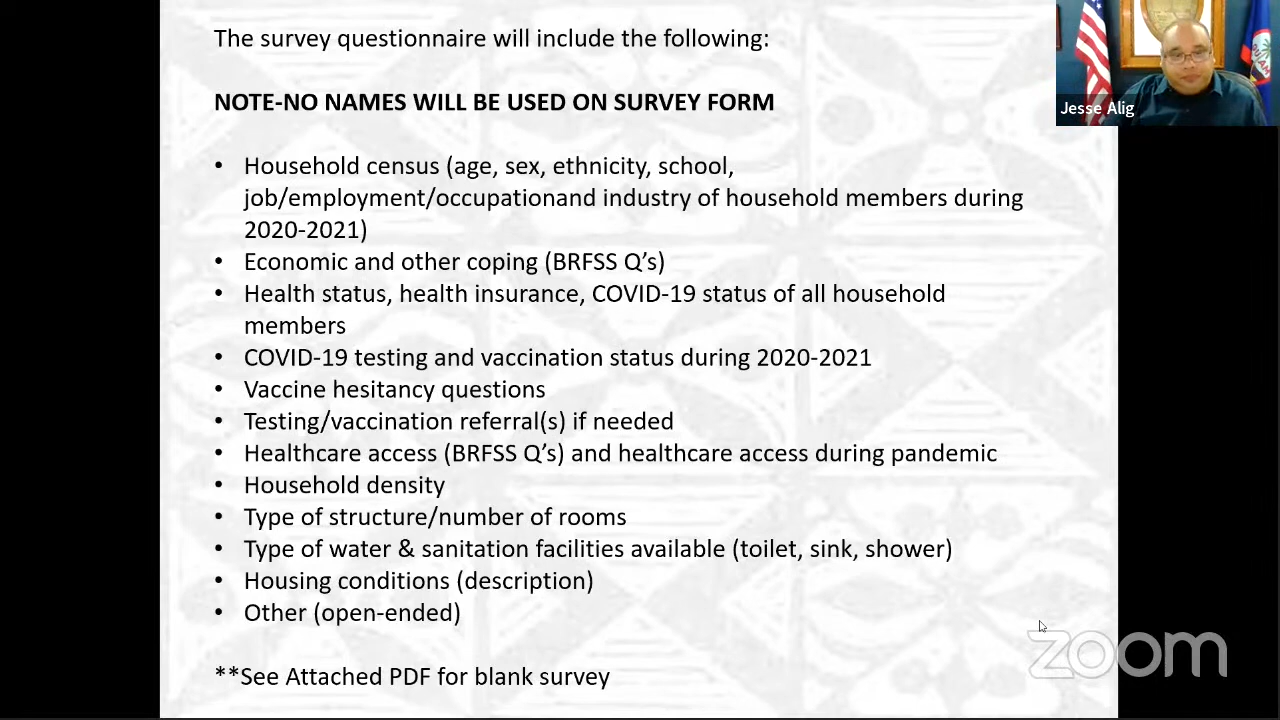 The survey questionnaire will include the following:
NOTE-NO NAMES WILL BE USED ON SURVEY FORM
• Household census (age, sex, ethnicity, school,
job/employment/occupationand industry of household members during
2020-2021)
• Economic and other coping (BRFSS Q’s)
• Health status, health insurance, COVID-19 status of all household
members
• COVID-19 testing and vaccination status during 2020-2021
• Vaccine hesitancy questions
• Testing/vaccination referral(s) if needed
• Healthcare access (BRFSS Q’s) and healthcare access during pandemic
• Household density
• Type of structure/number of rooms
• Type of water & sanitation facilities available (toilet, sink, shower)
• Housing conditions (description)
• Other (open-ended)
**See Attached PDF for blank survey
Jesse Alig
GUAM
zoom